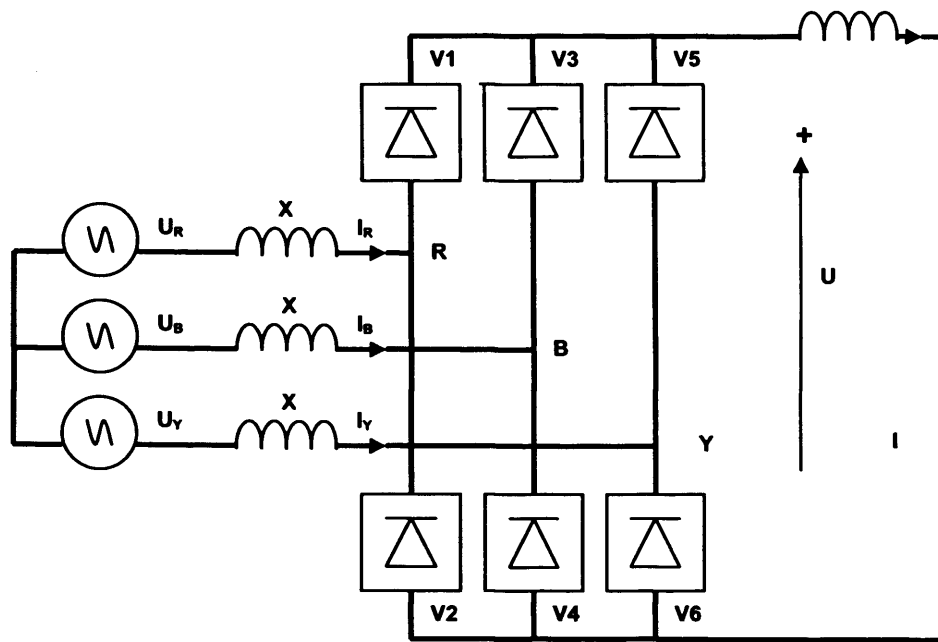 V1 V3 V5
+
X
U_R I_R R
U
X
U_B I_B B
X
U_Y I_Y Y I
V2 V4 V6